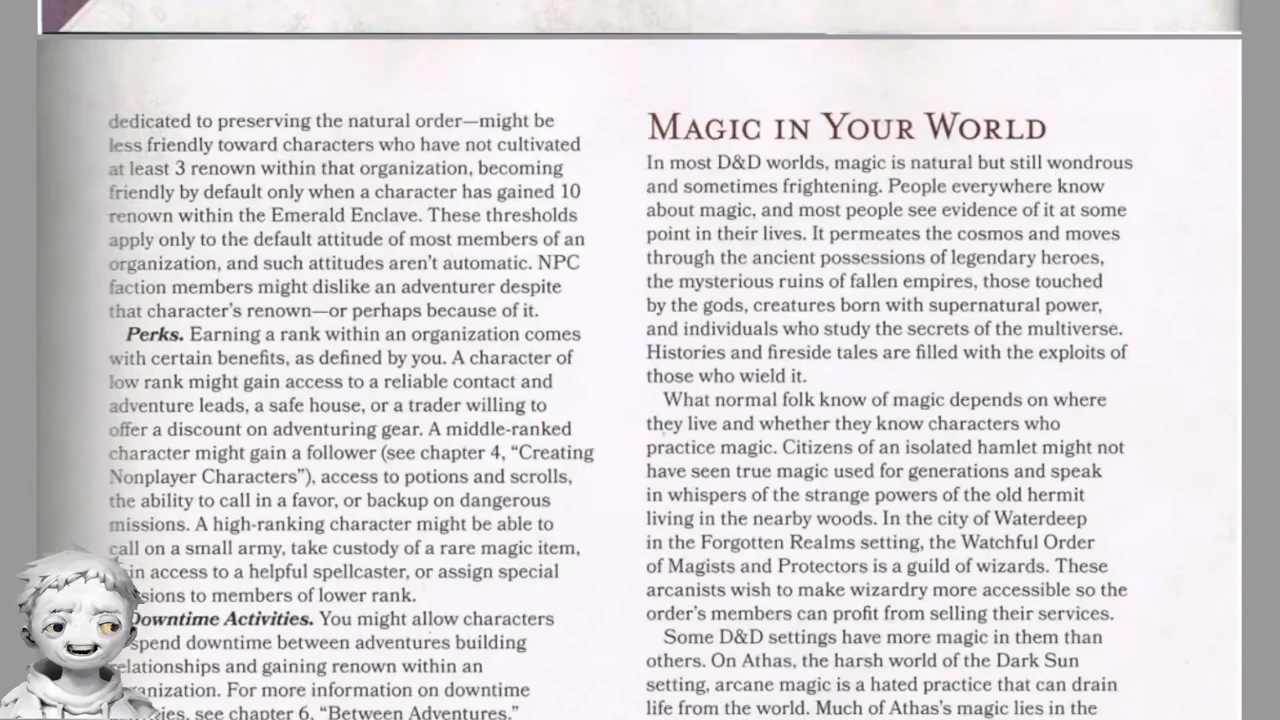 dedicated to preserving the natural order—might be
less friendly toward characters who have not cultivated
at least 3 renown within that organization, becoming
friendly by default only when a character has gained 10
renown within the Emerald Enclave. These thresholds
apply only to the default attitude of most members of an
organization, and such attitudes aren't automatic. NPC
faction members might dislike an adventurer despite
that character's renown—or perhaps because of it.
Perks. Earning a rank within an organization comes
with certain benefits, as defined by you. A character of
low rank might gain access to a reliable contact and
adventure leads, a safe house, or a trader willing to
offer a discount on adventuring gear. A middle-ranked
character might gain a follower (see chapter 4, “Creating
Nonplayer Characters”), access to potions and scrolls,
the ability to call in a favor, or backup on dangerous
missions. A high-ranking character might be able to
call on a small army, take custody of a rare magic item,
in access to a helpful spellcaster, or assign special
sions to members of lower rank.
Downtime Activities. You might allow characters
spend downtime between adventures building
relationships and gaining renown within an
anization. For more information on downtime
ies, see chapter 6, “Between Adventures.”
Magic in Your World
In most D&D worlds, magic is natural but still wondrous
and sometimes frightening. People everywhere know
about magic, and most people see evidence of it at some
point in their lives. It permeates the cosmos and moves
through the ancient possessions of legendary heroes,
the mysterious ruins of fallen empires, those touched
by the gods, creatures born with supernatural power,
and individuals who study the secrets of the multiverse.
Histories and fireside tales are filled with the exploits of
those who wield it.
What normal folk know of magic depends on where
they live and whether they know characters who
practice magic. Citizens of an isolated hamlet might not
have seen true magic used for generations and speak
in whispers of the strange powers of the old hermit
living in the nearby woods. In the city of Waterdeep
in the Forgotten Realms setting, the Watchful Order
of Magists and Protectors is a guild of wizards. These
arcanists wish to make wizardry more accessible so the
order's members can profit from selling their services.
Some D&D settings have more magic in them than
others. On Athas, the harsh world of the Dark Sun
setting, arcane magic is a hated practice that can drain
life from the world. Much of Athas's magic lies in the